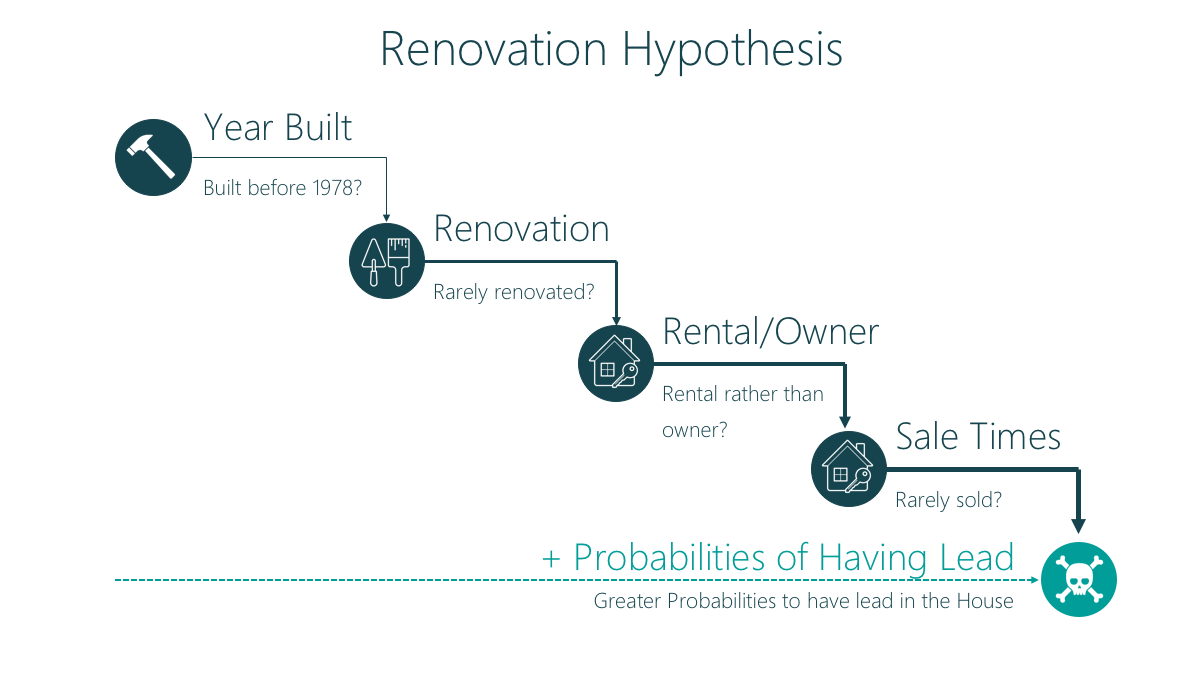 Renovation Hypothesis
Year Built
Built before 1978?
Renovation
Rarely renovated?
Rental/Owner
Rental rather than
owner?
Sale Times
Rarely sold?
+ Probabilities of Having Lead
Greater Probabilities to have lead in the House